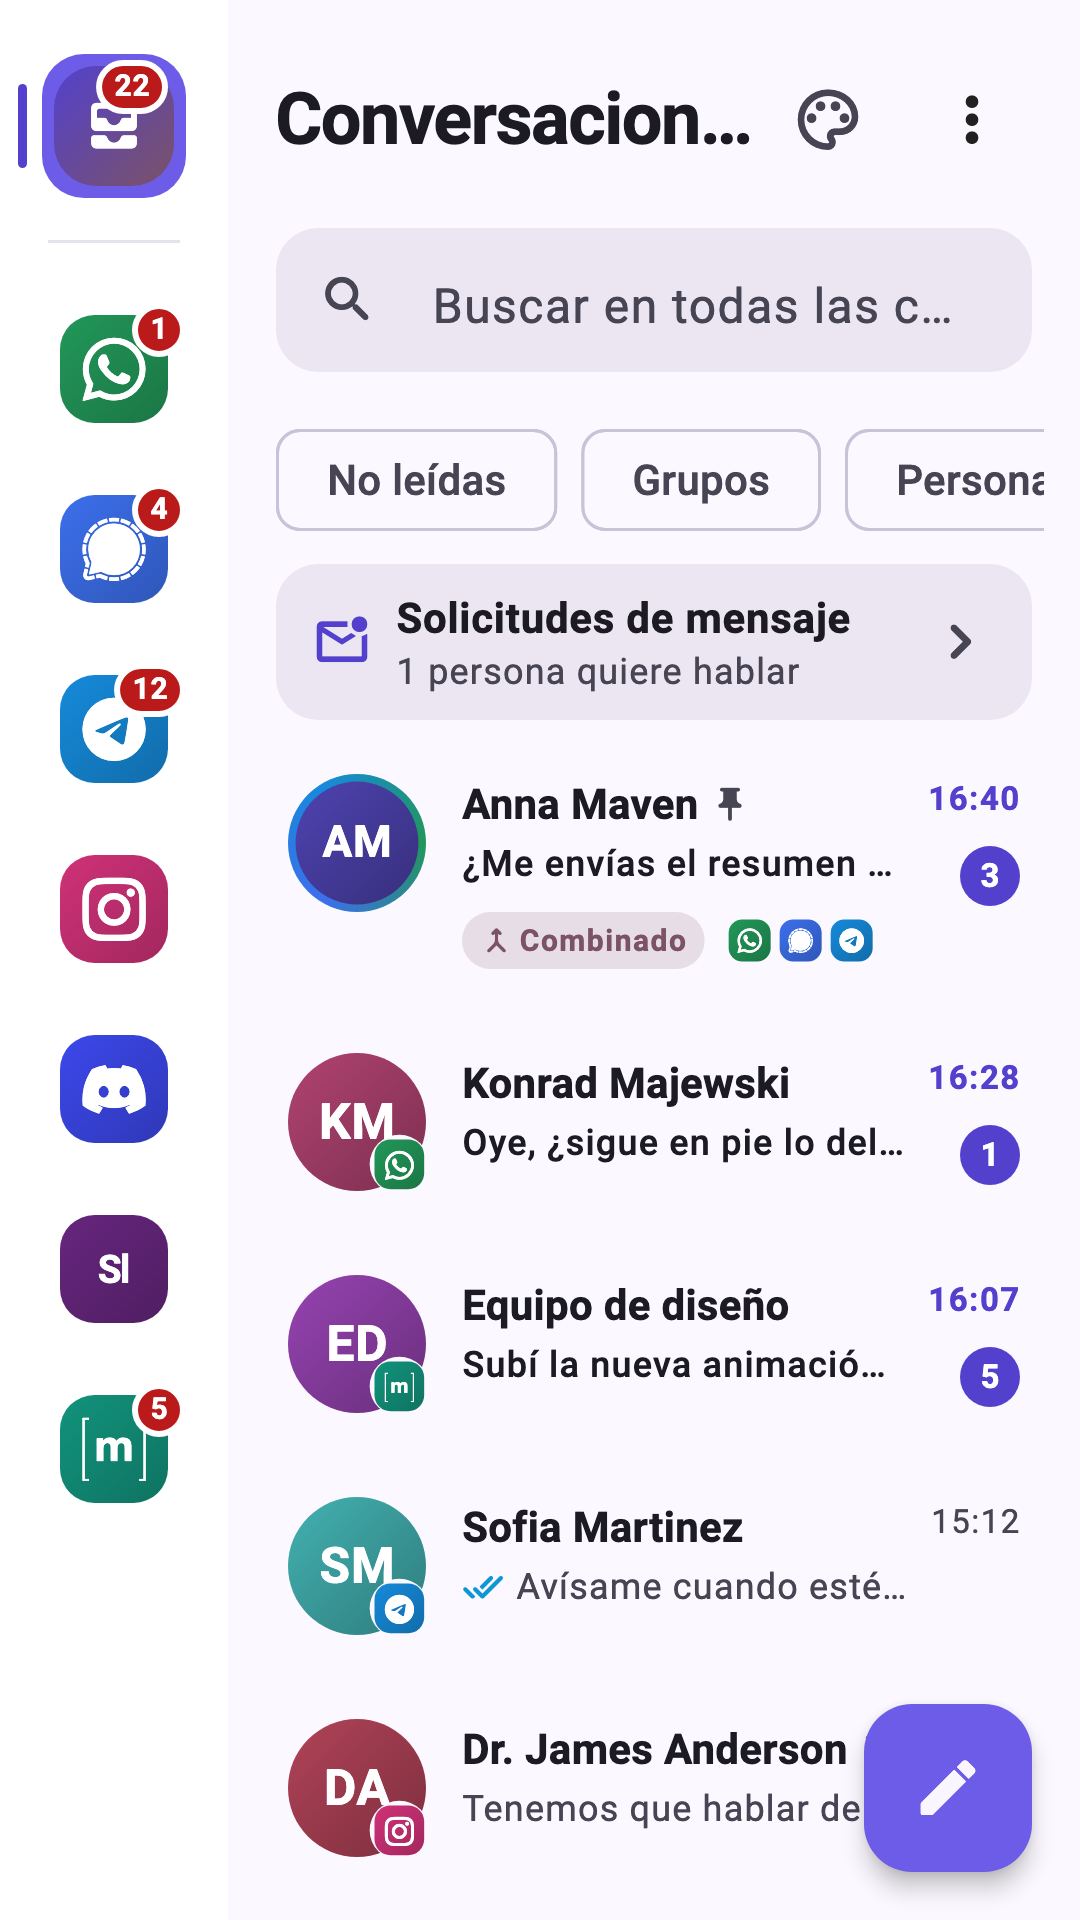 22
Conversacion...
Buscar en todas las c...
No leídas
Grupos
Persona
Solicitudes de mensaje
1 persona quiere hablar
1
4
12
SI
[m]
5
AM
Anna Maven
16:40
¿Me envías el resumen ...
3
Combinado
KM
Konrad Majewski
16:28
Oye, ¿sigue en pie lo del...
1
ED
[m]
Equipo de diseño
16:07
Subí la nueva animació...
5
SM
Sofia Martinez
15:12
Avísame cuando esté...
DA
Dr. James Anderson
Tenemos que hablar de